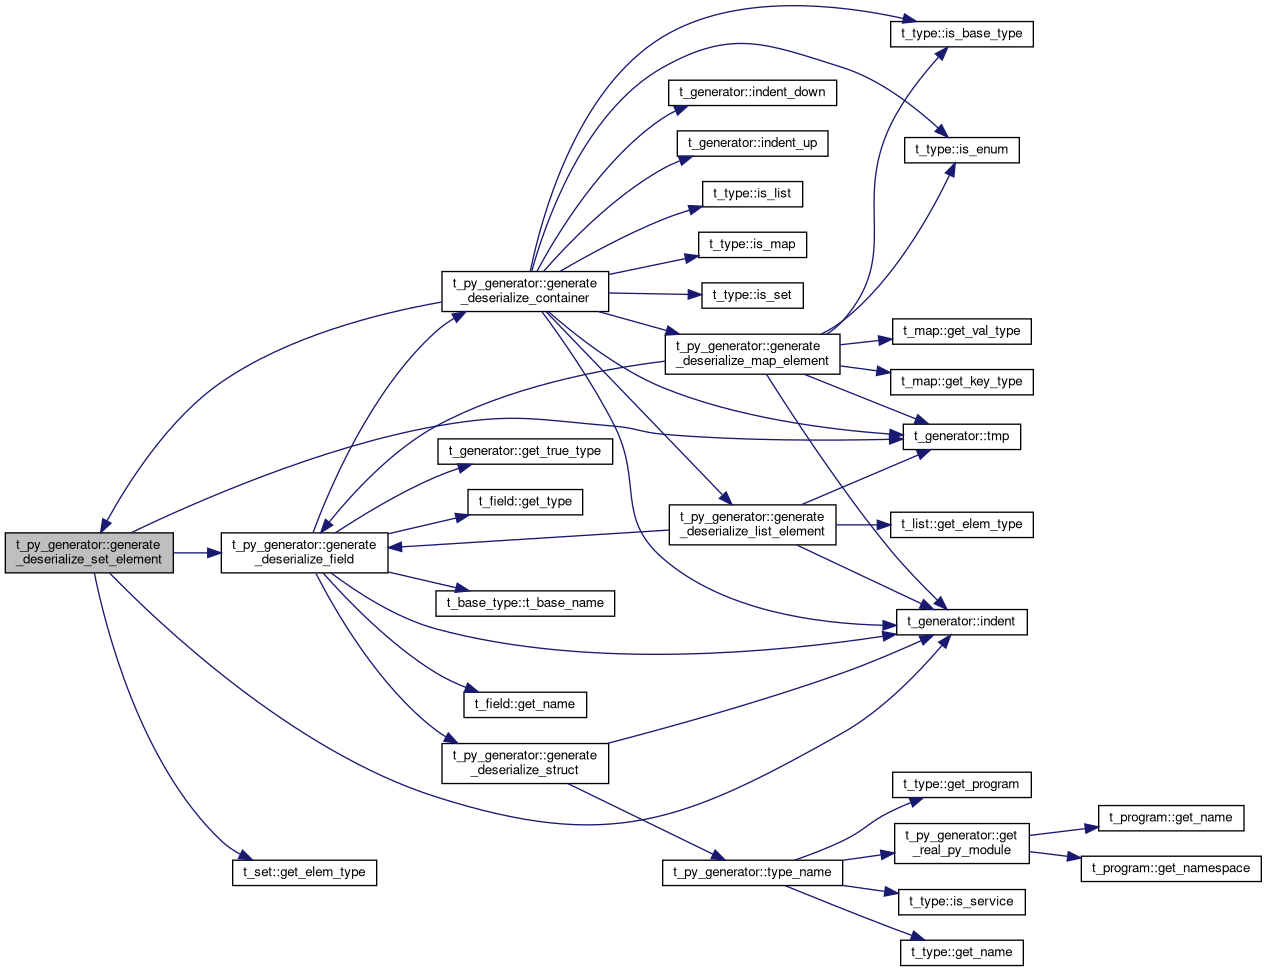 t_type::is_base_type
t_generator::indent_down
t_generator::indent_up
t_type::is_enum
t_type::is_list
t_type::is_map
t_py_generator::generate
_deserialize_container
t_type::is_set
t_map::get_val_type
t_py_generator::generate
_deserialize_map_element
t_map::get_key_type
t_generator::tmp
t_generator::get_true_type
t_field::get_type
t_py_generator::generate
_deserialize_list_element
t_list::get_elem_type
t_py_generator::generate
_deserialize_set_element
t_py_generator::generate
_deserialize_field
t_base_type::t_base_name
t_generator::indent
t_field::get_name
t_py_generator::generate
_deserialize_struct
t_type::get_program
t_program::get_name
t_py_generator::get
_real_py_module
t_program::get_namespace
t_set::get_elem_type
t_py_generator::type_name
t_type::is_service
t_type::get_name